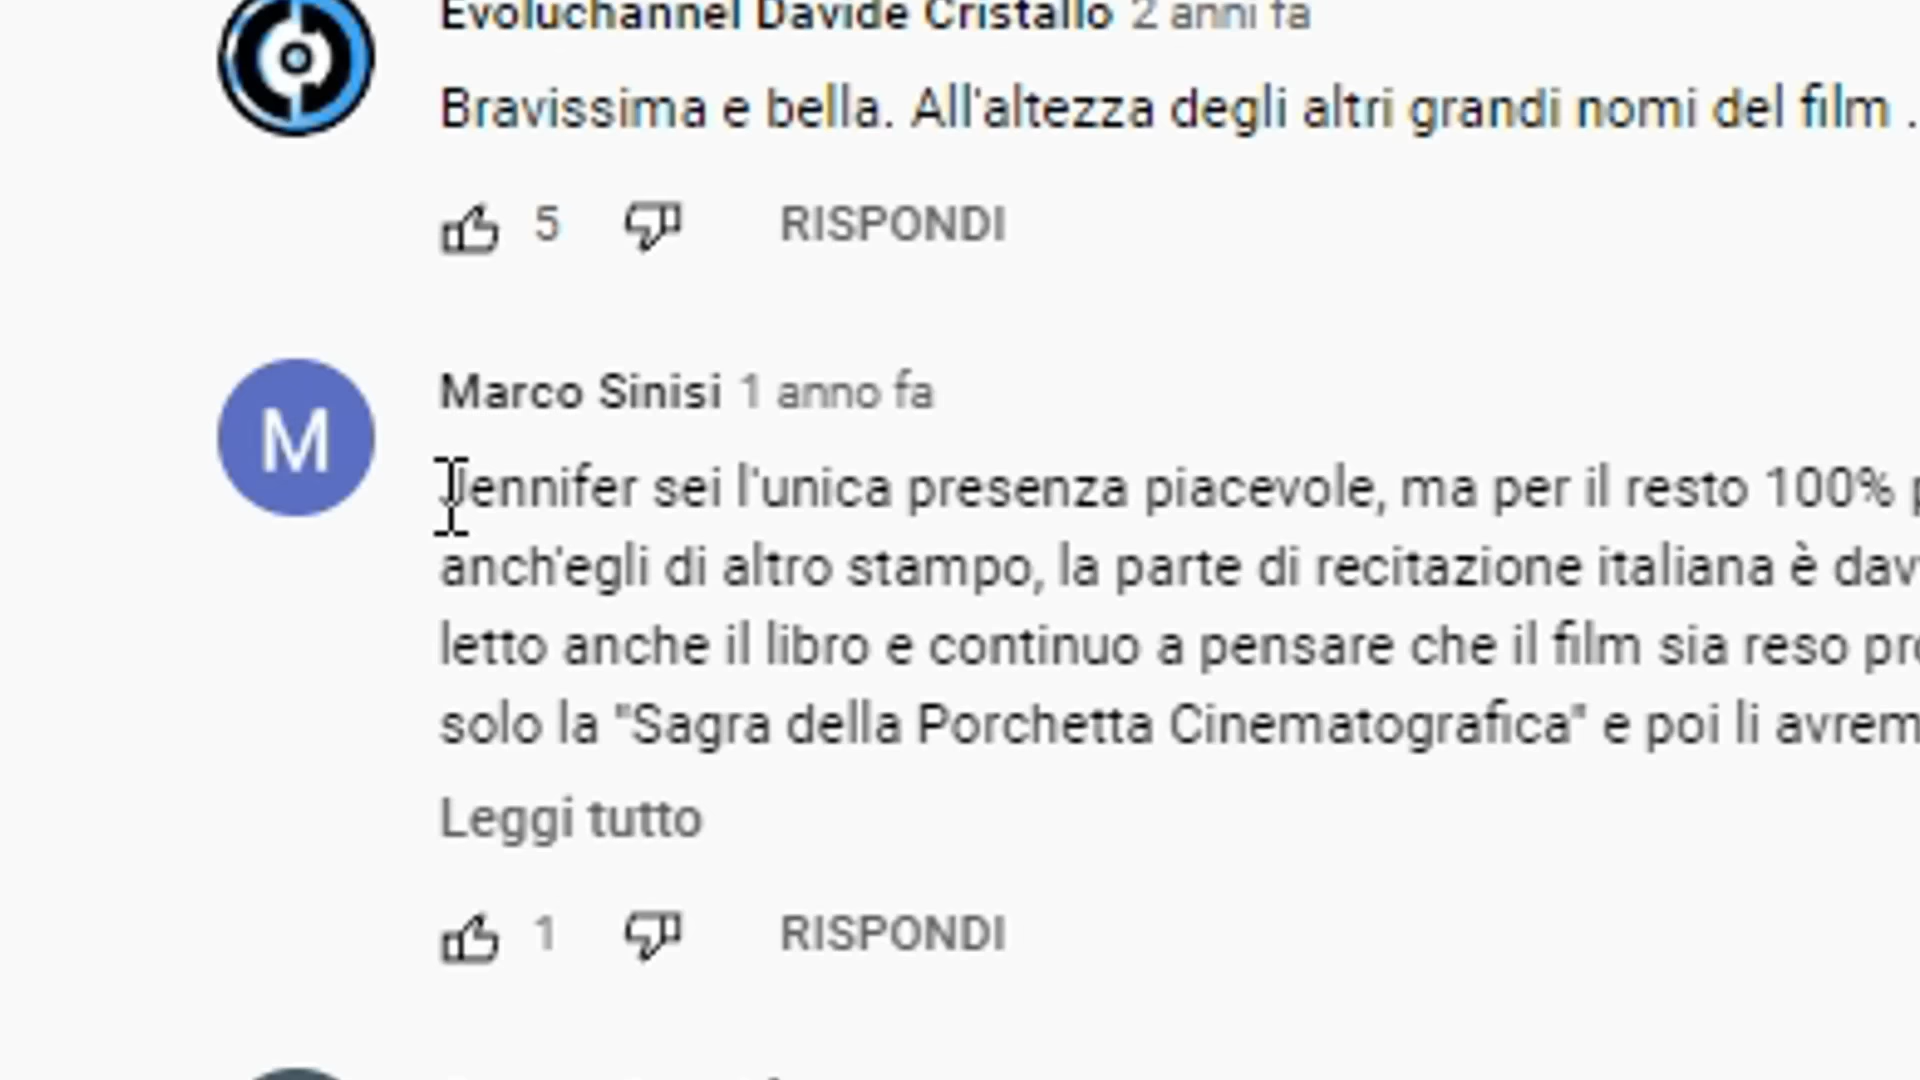 Evoluchannel Davide Cristallo 2 anni fa
Bravissima e bella. All'altezza degli altri grandi nomi del film .
5 RISPONDI
M
Marco Sinisi 1 anno fa
Jennifer sei l'unica presenza piacevole, ma per il resto 100%
anch'egli di altro stampo, la parte di recitazione italiana è
letto anche il libro e continuo a pensare che il film sia reso
solo la "Sagra della Porchetta Cinematografica" e poi li
Leggi tutto
1 RISPONDI